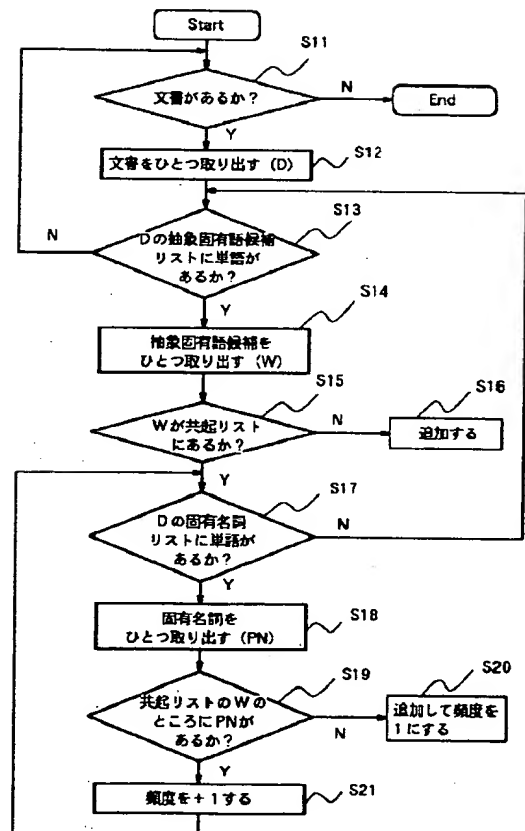 Start
S11
文書があるか?
N
End
Y
文書をひとつ取り出す(D)
S12
S13
N
Dの抽象固有語候補
リストに単語が
あるか?
Y
S14
抽象固有語候補を
ひとつ取り出す(W)
S15
Wが共起リスト
にあるか?
N
S16
追加する
Y
S17
Dの固有名詞
リストに単語が
あるか?
N
Y
固有名詞を
ひとつ取り出す(PN)
S18
S19
共起リストのWの
ところにPNが
あるか?
N
S20
追加して頻度を
1にする
Y
頻度を+1する
S21